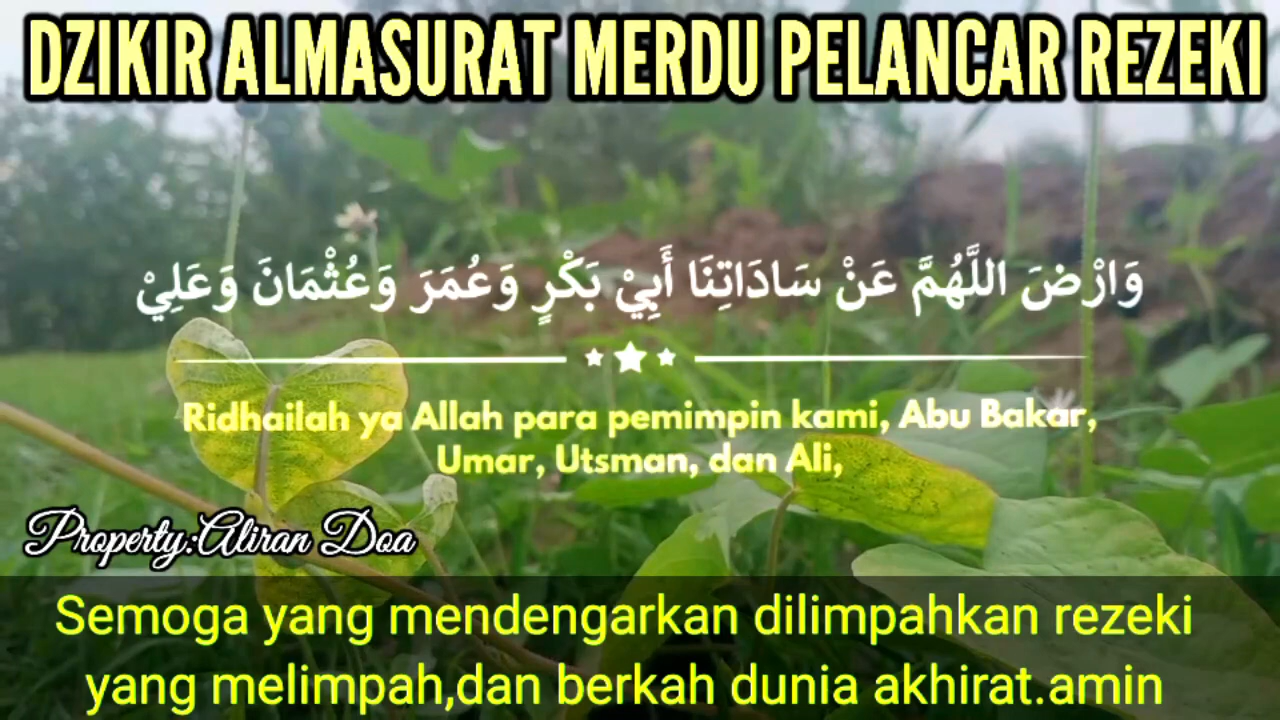 DZIKIR ALMASURAT MERDU PELANCAR REZEKI
وَارْضَ اللَّهُمَّ عَنْ سَادَاتِنَا أَبِيْ بَكْرٍ وَعُمَرَ وَعُثْمَانَ وَعَلِيْ
Ridhailah ya Allah para pemimpin kami, Abu Bakar,
Umar, Utsman, dan Ali,
Property:Aliran Doa
Semoga yang mendengarkan dilimpahkan rezeki
yang melimpah,dan berkah dunia akhirat.amin